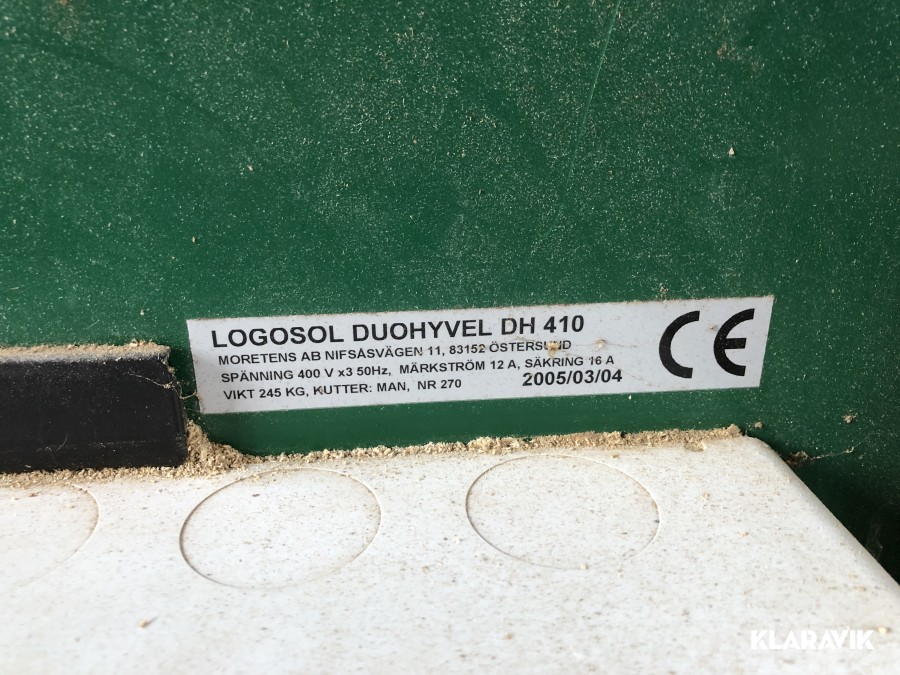 LOGOSOL DUOHYVEL DH 410
MORETENS AB NIFSÅSVÄGEN 11, 83152 ÖSTERSUND
SPÄNNING 400 V x3 50Hz, MÄRKSTRÖM 12 A, SÄKRING 16 A
VIKT 245 KG, KUTTER: MAN, NR 270 2005/03/04
CE
KLARAVIK